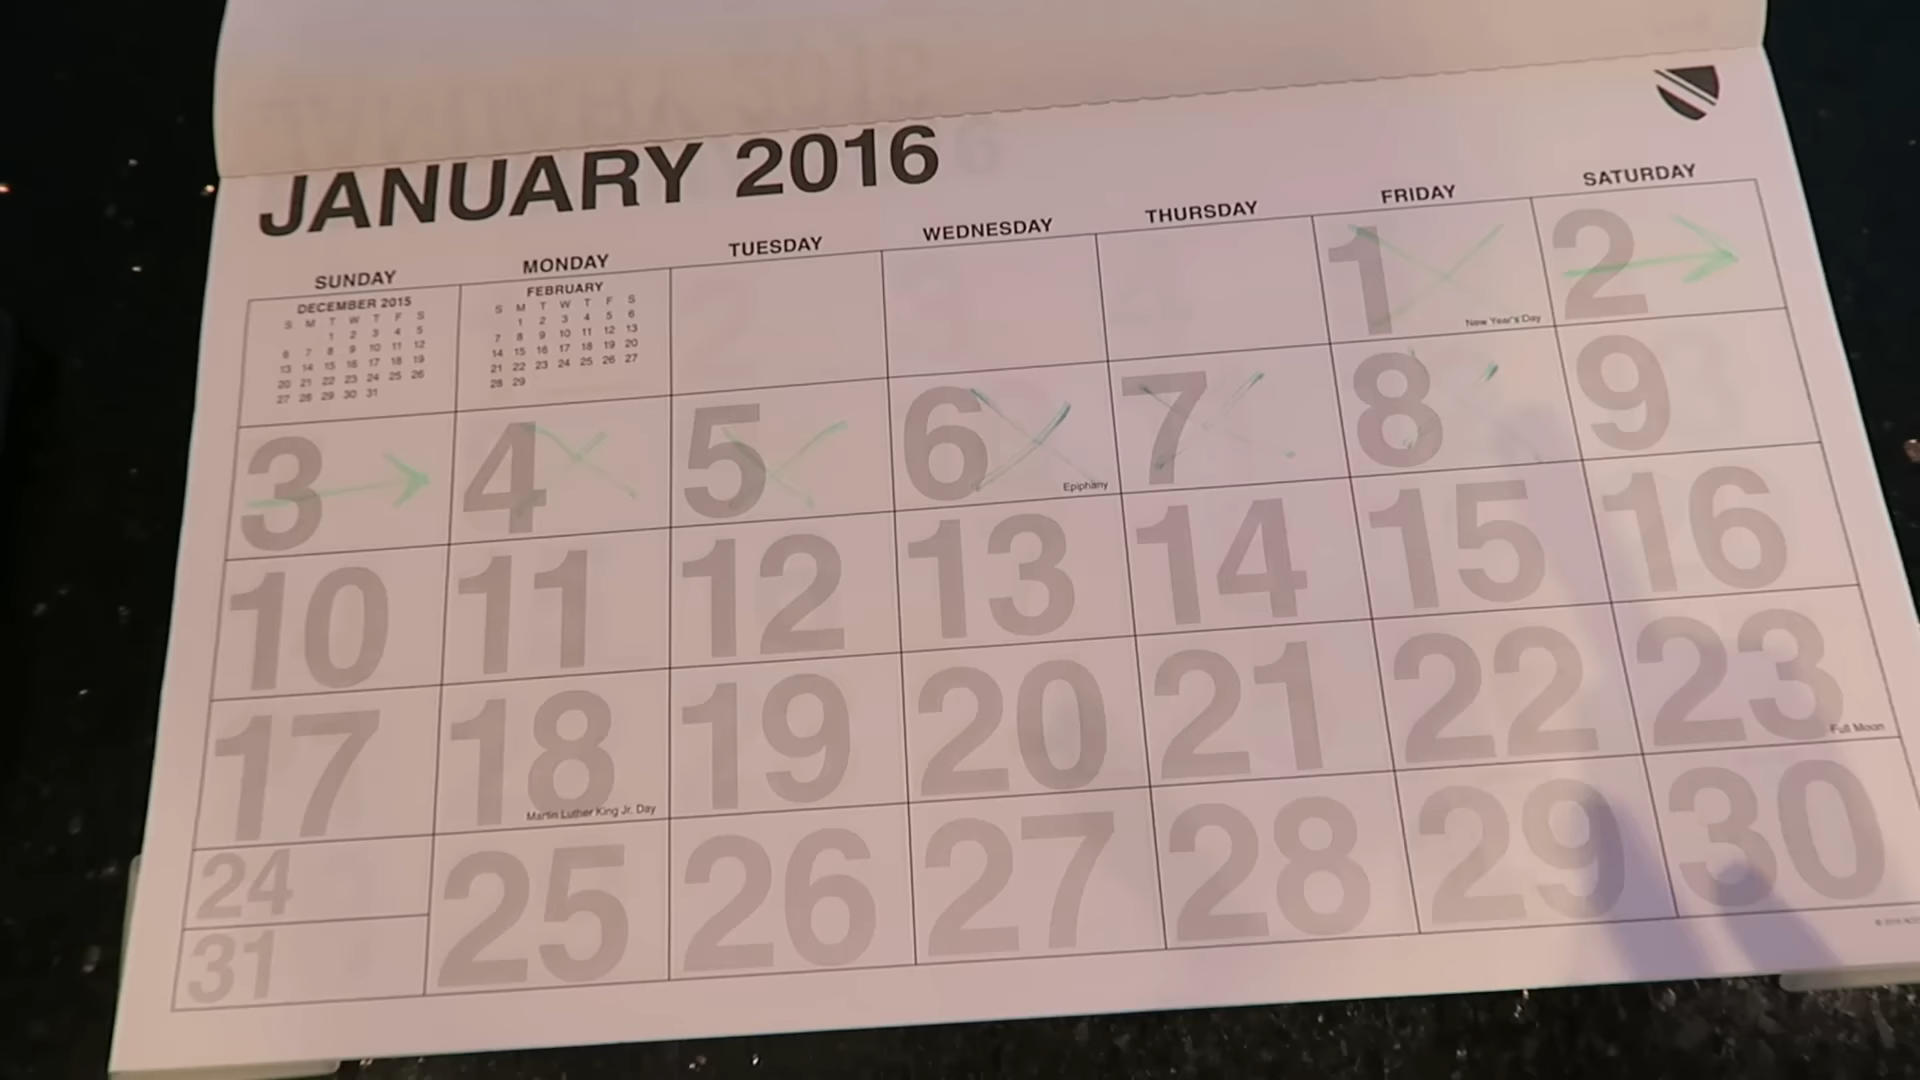 JANUARY 2016
SUNDAY MONDAY TUESDAY WEDNESDAY THURSDAY FRIDAY SATURDAY
DECEMBER 2015
S M T W T F S
1 2 3 4 5
6 7 8 9 10 11 12
13 14 15 16 17 18 19
20 21 22 23 24 25 26
27 28 29 30 31
FEBRUARY
S M T W T F S
1 2 3 4 5 6
7 8 9 10 11 12 13
14 15 16 17 18 19 20
21 22 23 24 25 26 27
28 29
1 2
New Year's Day
3 4 5 6 7 8 9
Epiphany
10 11 12 13 14 15 16
17 18 19 20 21 22 23
Martin Luther King Jr. Day
Full Moon
24 25 26 27 28 29 30
31